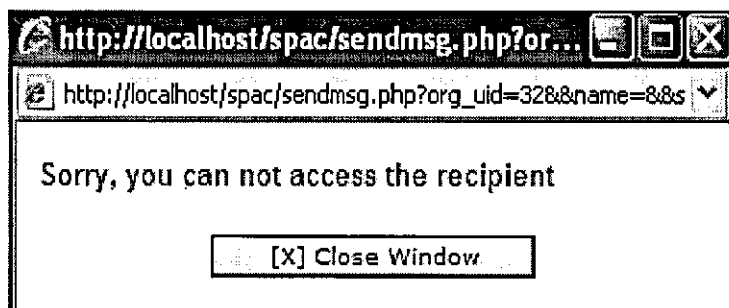 http://localhost/spac/sendmsg.php?or...
http://localhost/spac/sendmsg.php?org_uid=32&&name=8&&s
Sorry, you can not access the recipient
[X] Close Window